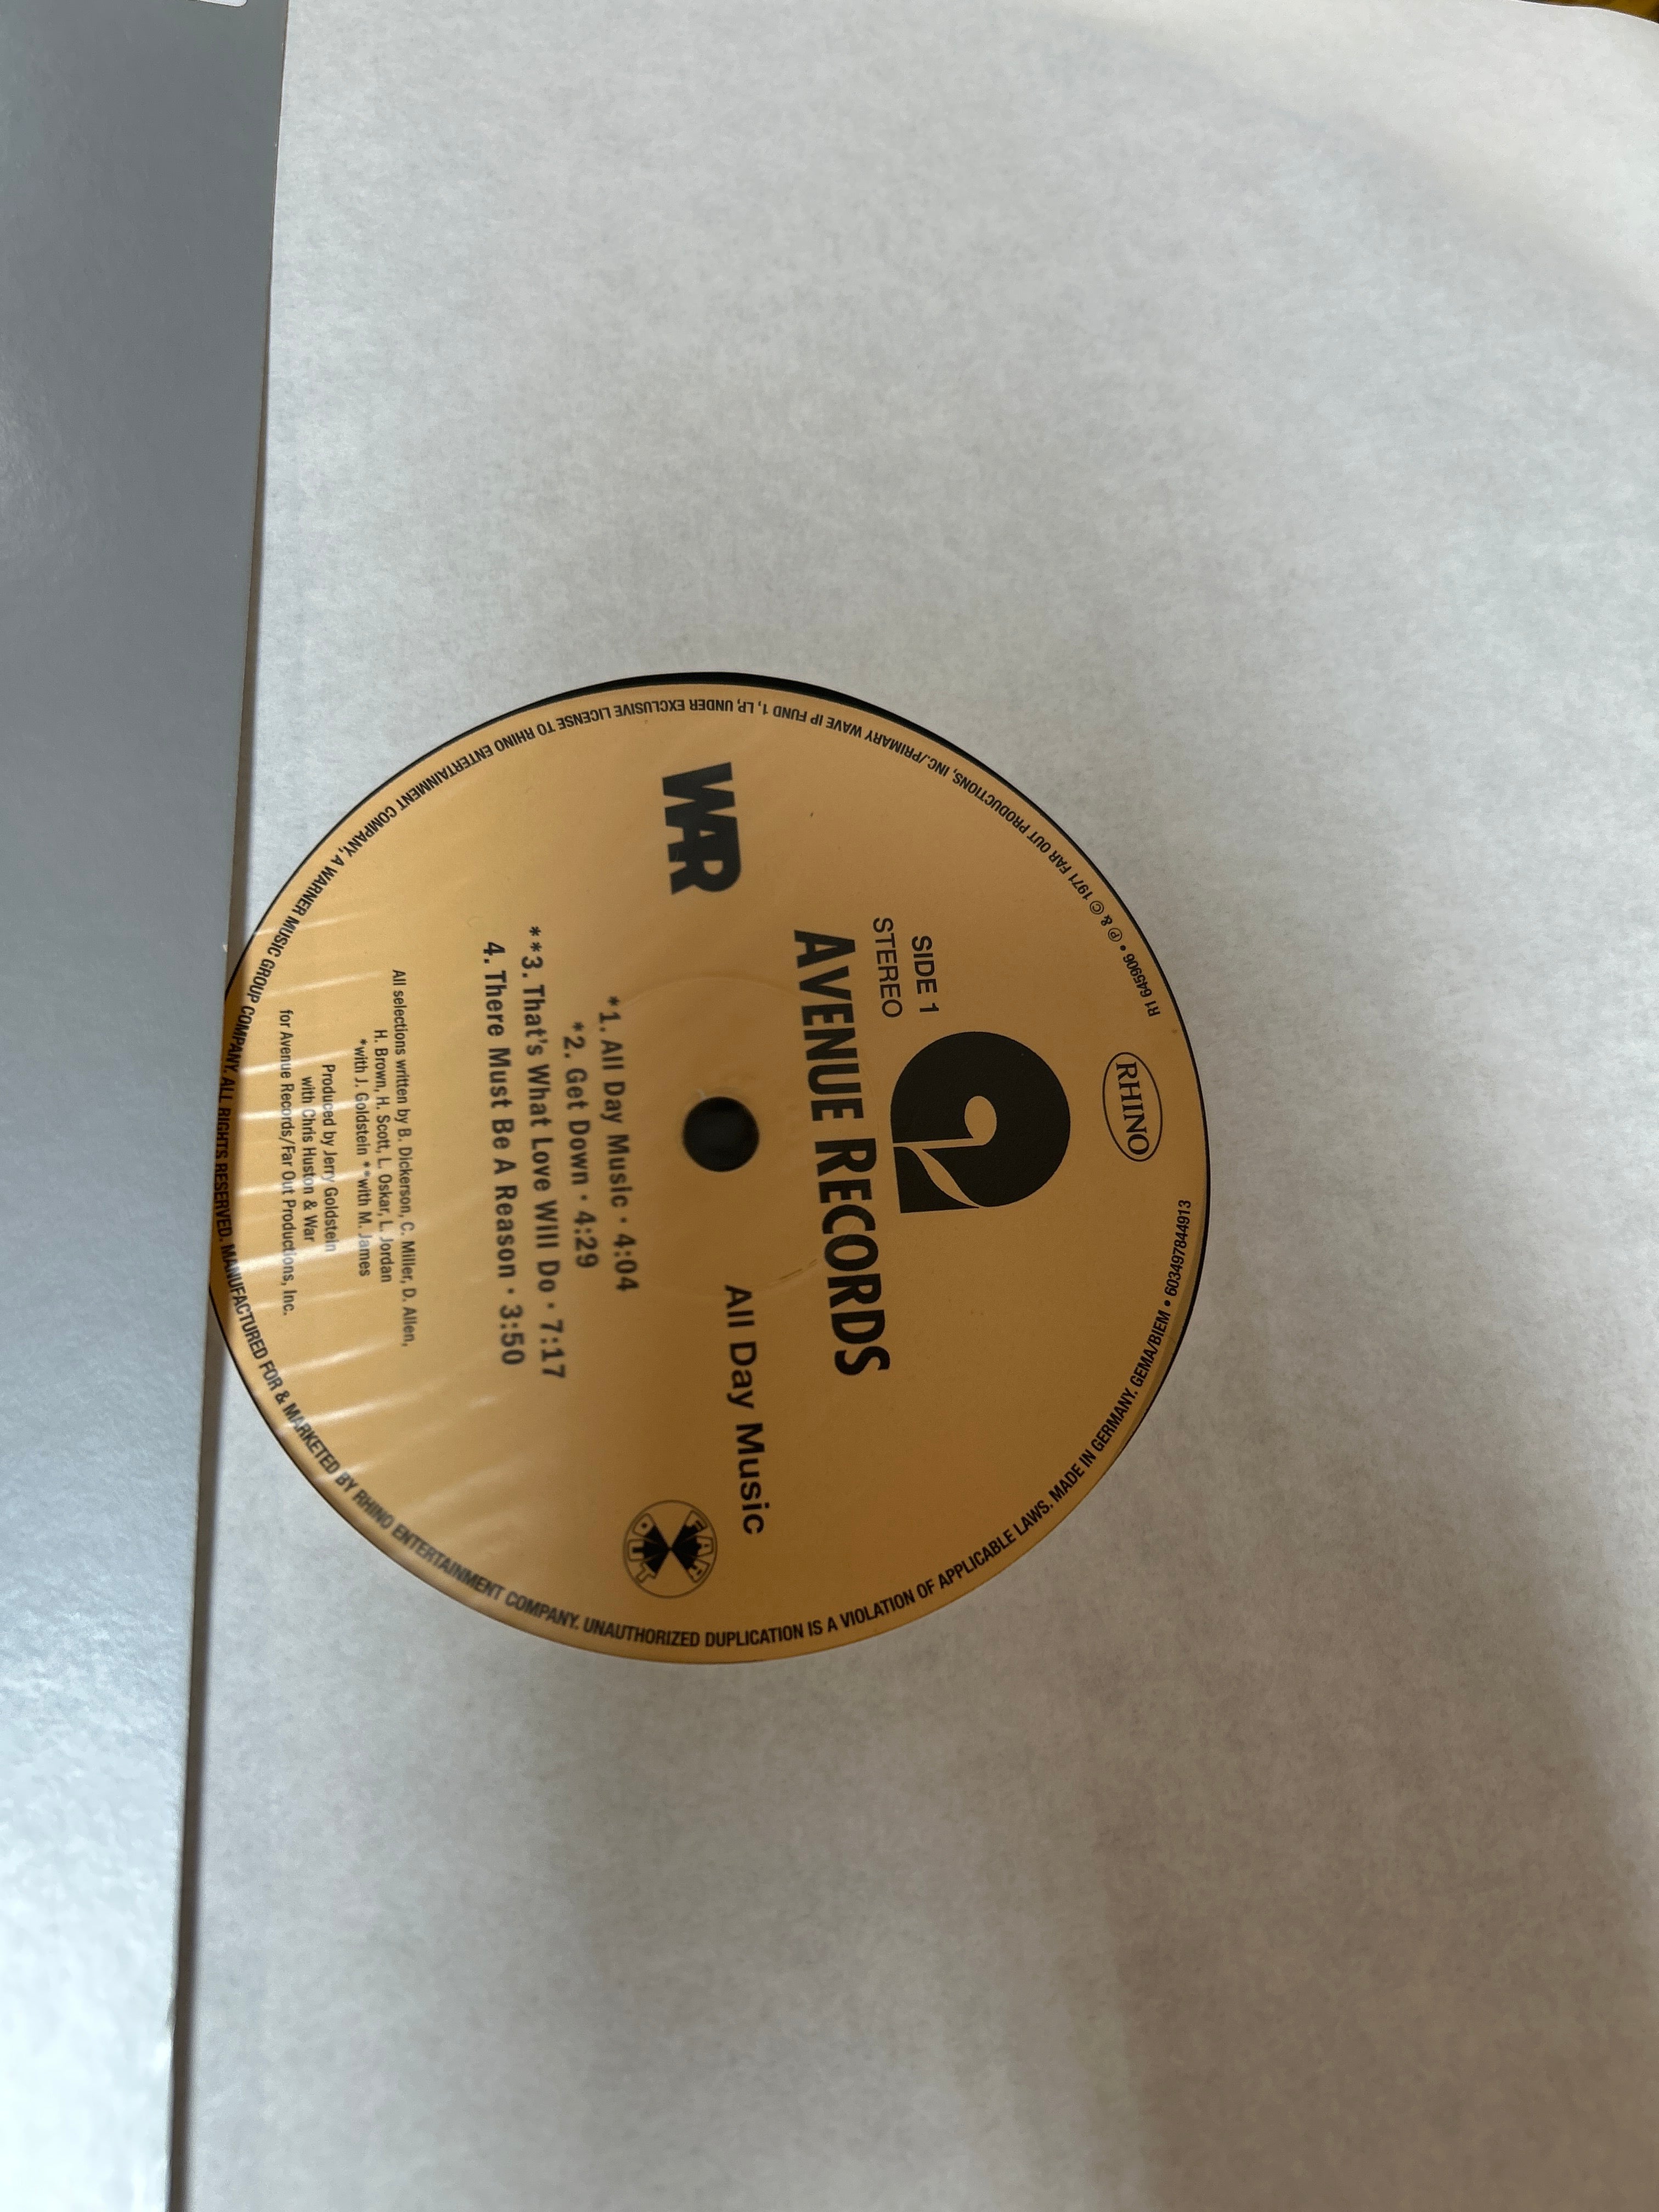 RHINO
SIDE 1
STEREO
AVENUE RECORDS
WAR
All Day Music
*1. All Day Music · 4:04
*2. Get Down · 4:29
**3. That's What Love Will Do · 7:17
4. There Must Be A Reason · 3:50
FAR
OUT
All selections written by B. Dickerson, C. Miller, D. Allen,
H. Brown, H. Scott, L. Oskar, L. Jordan
*with J. Goldstein **with M. James
Produced by Jerry Goldstein
with Chris Huston & War
for Avenue Records/Far Out Productions, Inc.
R1 645906 • ℗ & © 1971 FAR OUT PRODUCTIONS, INC./PRIMARY WAVE IP FUND 1, LP, UNDER EXCLUSIVE LICENSE TO RHINO ENTERTAINMENT COMPANY, A WARNER MUSIC GROUP COMPANY. ALL RIGHTS RESERVED. MANUFACTURED FOR & MARKETED BY RHINO ENTERTAINMENT COMPANY. UNAUTHORIZED DUPLICATION IS A VIOLATION OF APPLICABLE LAWS. MADE IN GERMANY. GEMA/BIEM • 603497844913